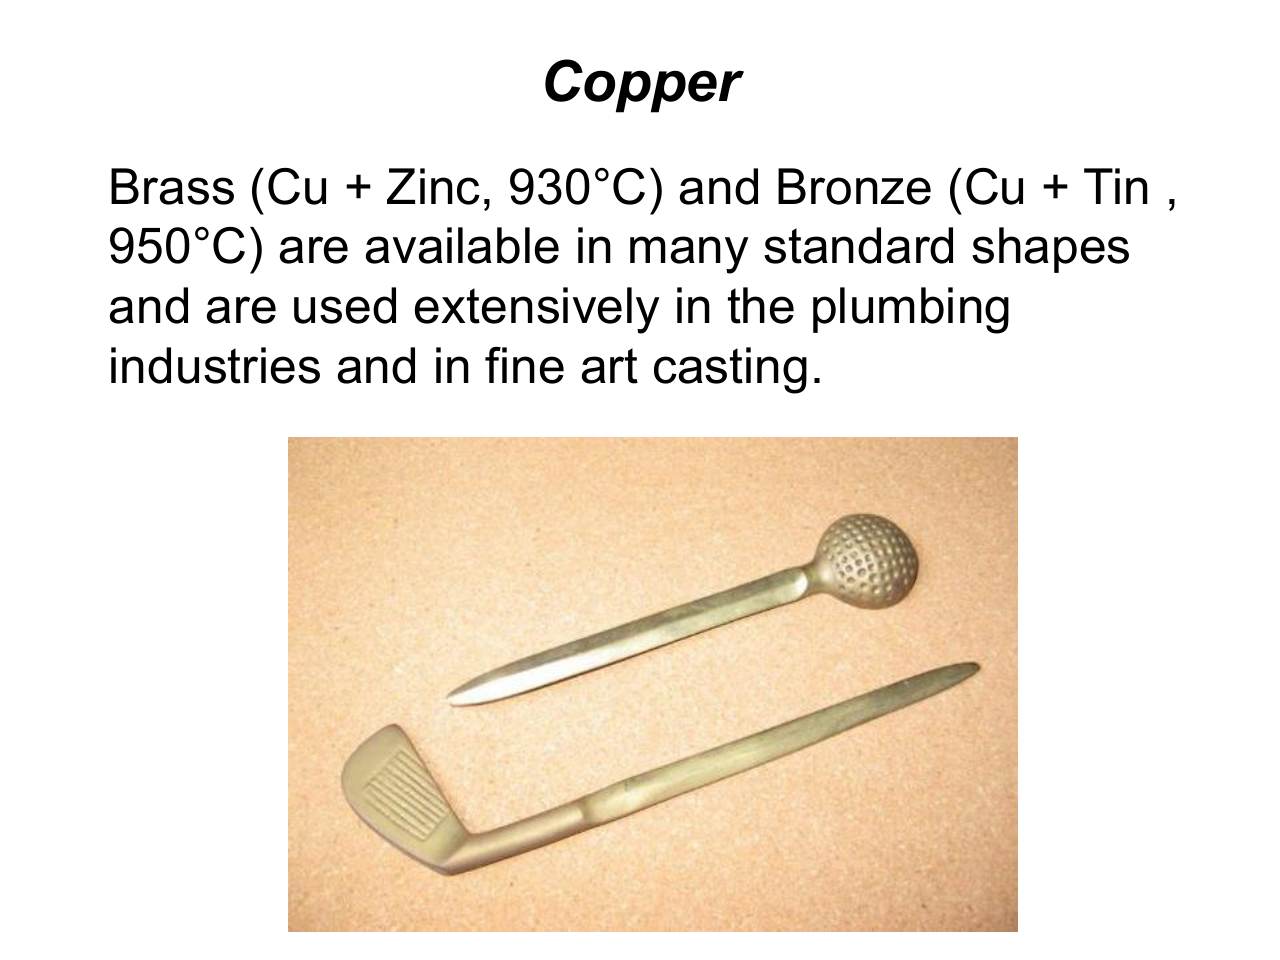 Copper
Brass (Cu + Zinc, 930°C) and Bronze (Cu + Tin ,
950°C) are available in many standard shapes
and are used extensively in the plumbing
industries and in fine art casting.